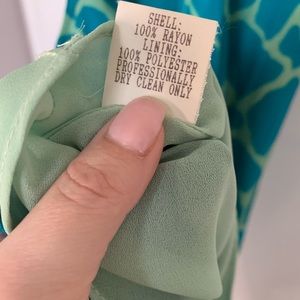 SHELL:
100% RAYON
LINING:
100% POLYESTER
PROFESSIONALLY
DRY CLEAN ONLY